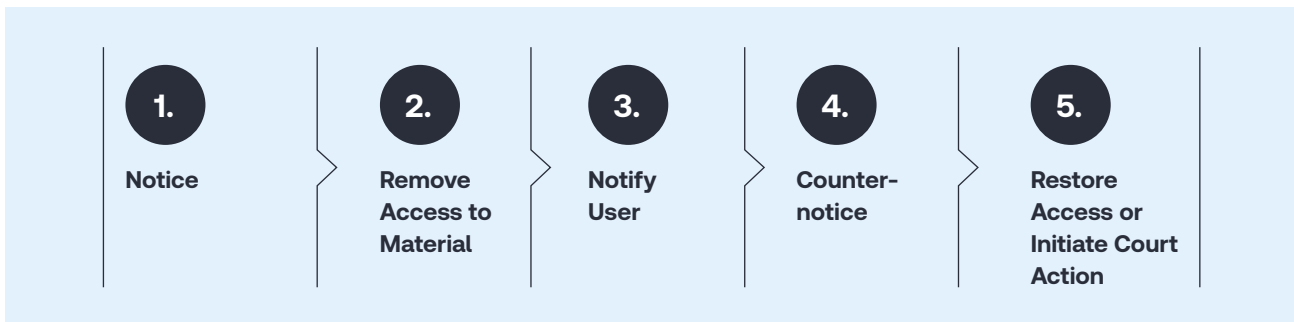 1.
Notice
2.
Remove
Access to
Material
3.
Notify
User
4.
Counter-
notice
5.
Restore
Access or
Initiate Court
Action